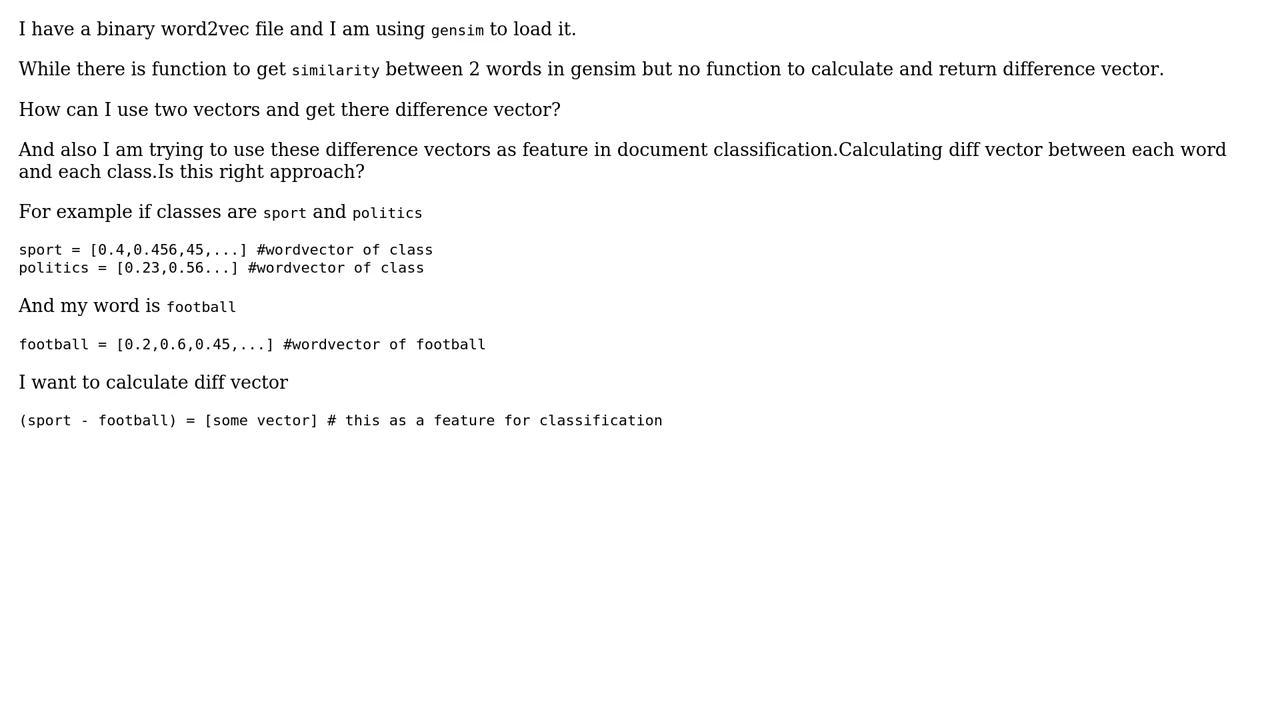 I have a binary word2vec file and I am using gensim to load it.
While there is function to get similarity between 2 words in gensim but no function to calculate and return difference vector.
How can I use two vectors and get there difference vector?
And also I am trying to use these difference vectors as feature in document classification.Calculating diff vector between each word
and each class.Is this right approach?
For example if classes are sport and politics
sport = [0.4,0.456,45,...] #wordvector of class
politics = [0.23,0.56...] #wordvector of class
And my word is football
football = [0.2,0.6,0.45,...] #wordvector of football
I want to calculate diff vector
(sport - football) = [some vector] # this as a feature for classification